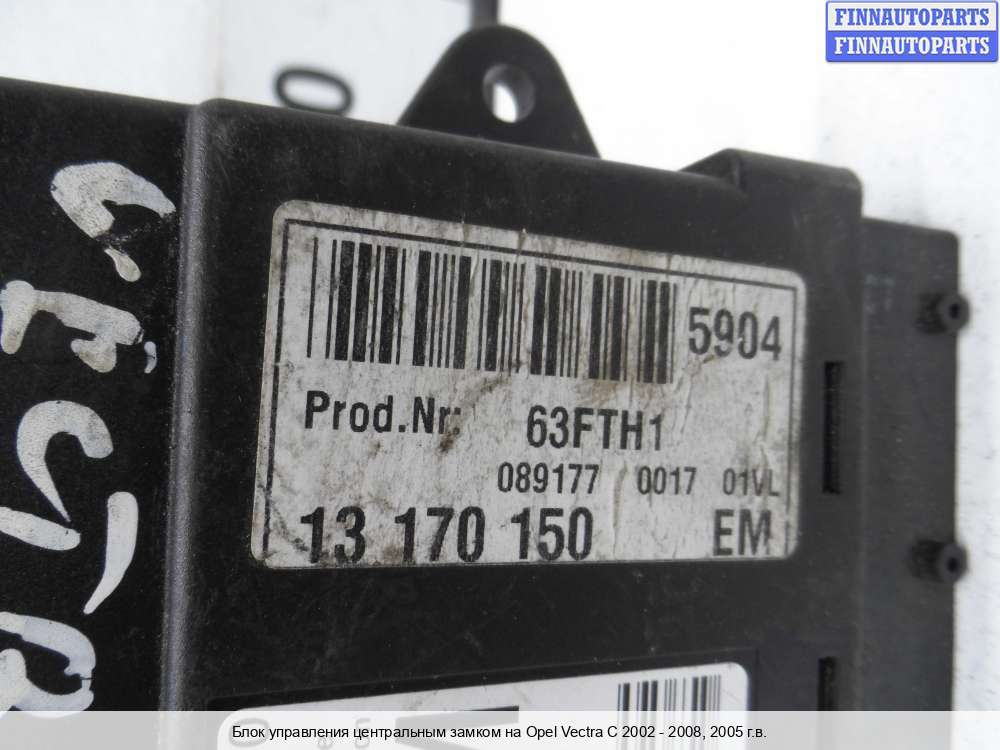 FINNAUTOPARTS
FINNAUTOPARTS
5904
Prod.Nr: 63FTH1
089177 0017 01VL
13 170 150 EM
Блок управления центральным замком на Opel Vectra C 2002 - 2008, 2005 г.в.